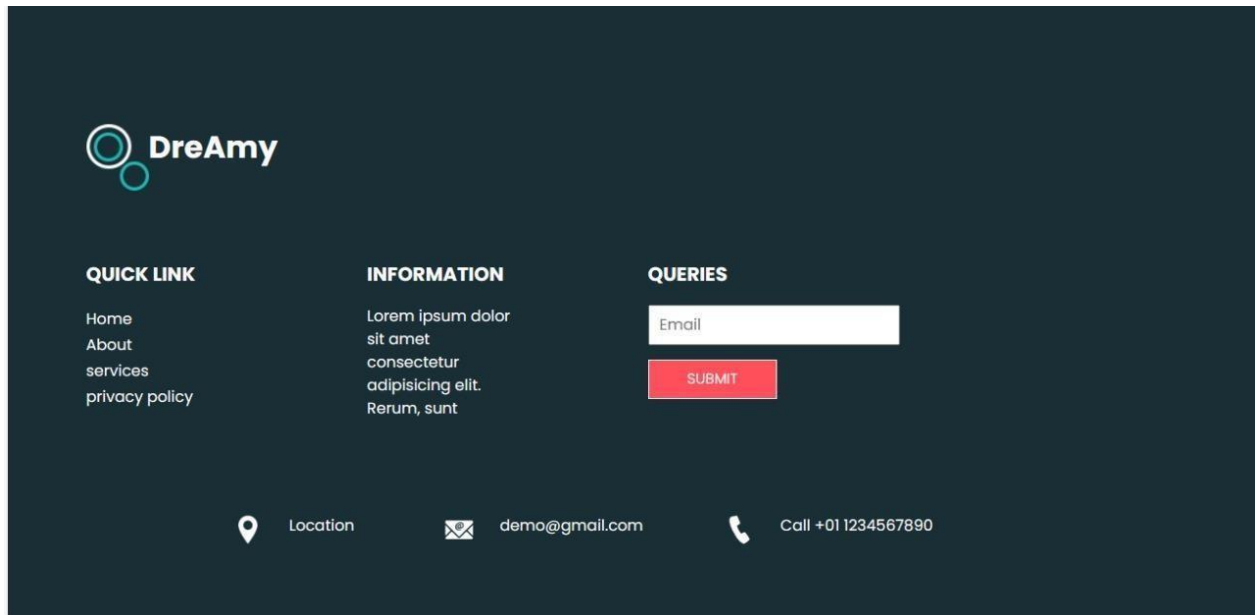 DreAmy
QUICK LINK
Home
About
services
privacy policy
INFORMATION
Lorem ipsum dolor
sit amet
consectetur
adipisicing elit.
Rerum, sunt
QUERIES
Email
SUBMIT
Location
demo@gmail.com
Call +01 1234567890